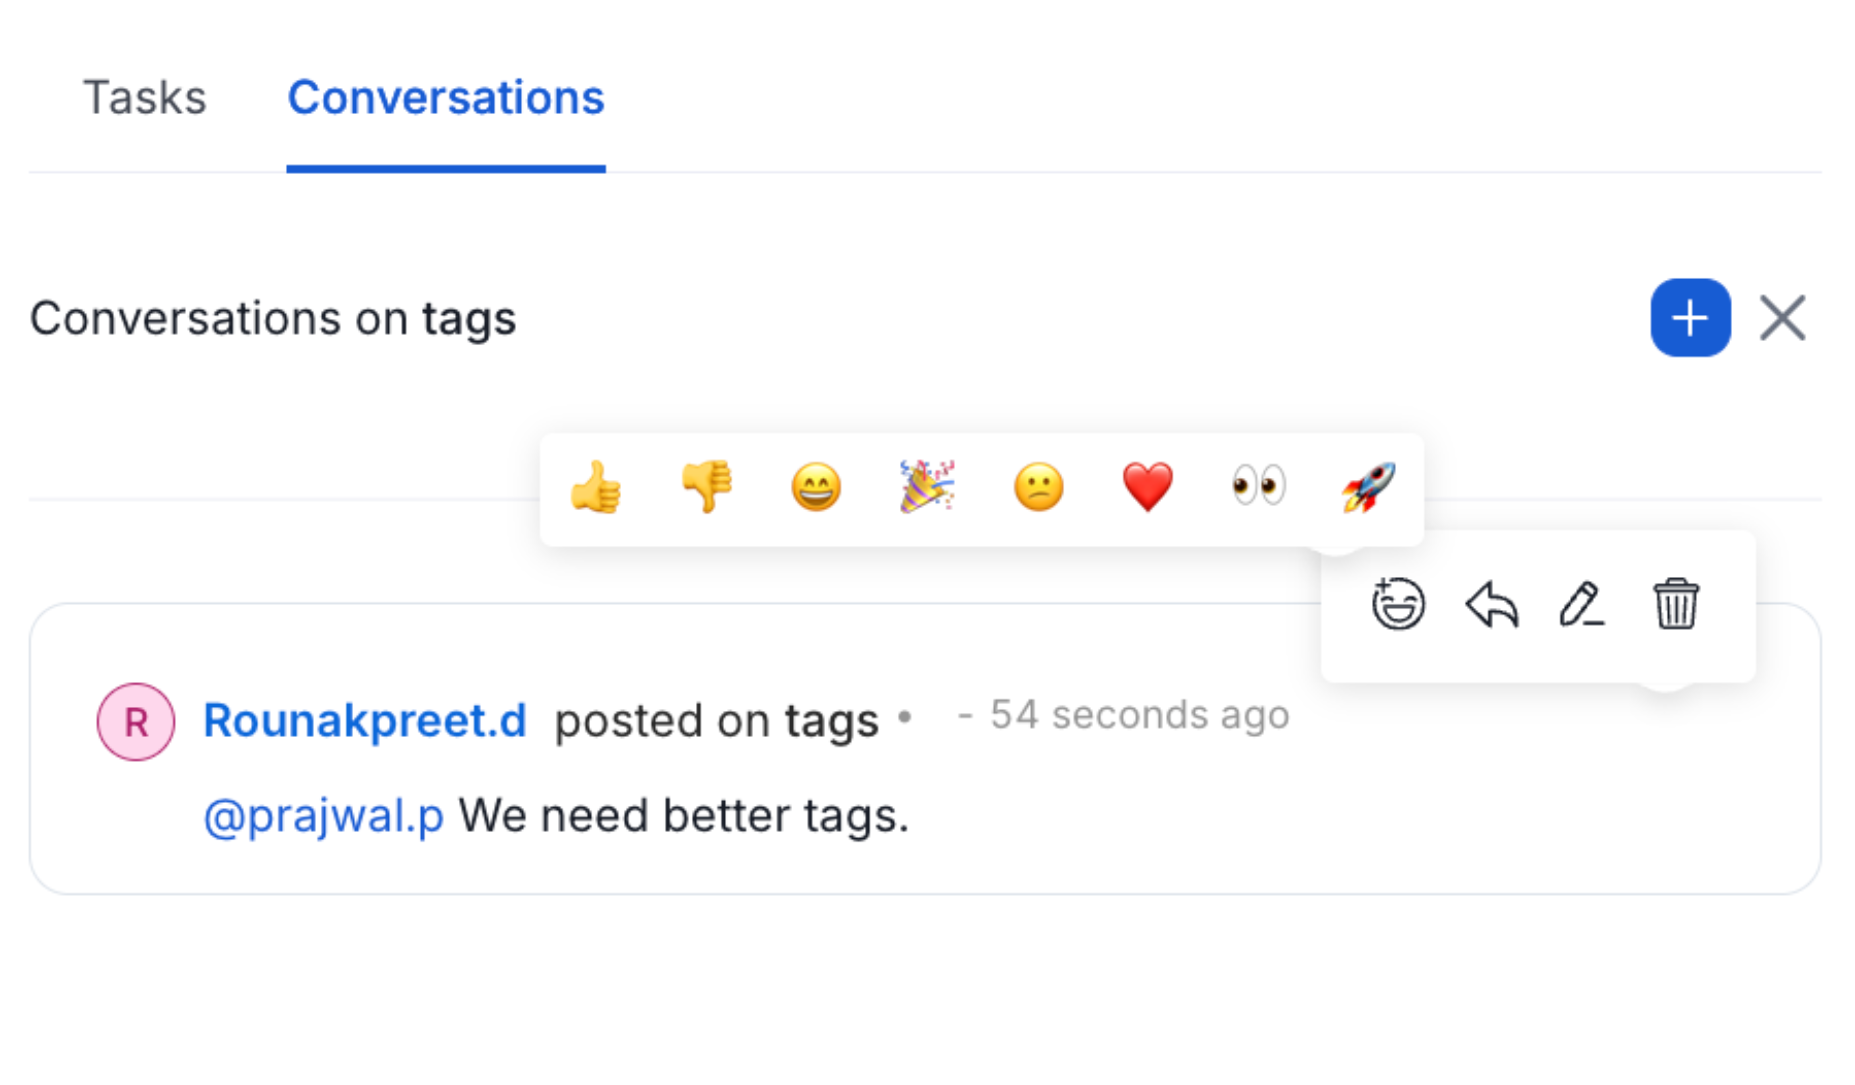 Tasks Conversations
Conversations on tags
R Rounakpreet.d posted on tags • - 54 seconds ago
@prajwal.p We need better tags.